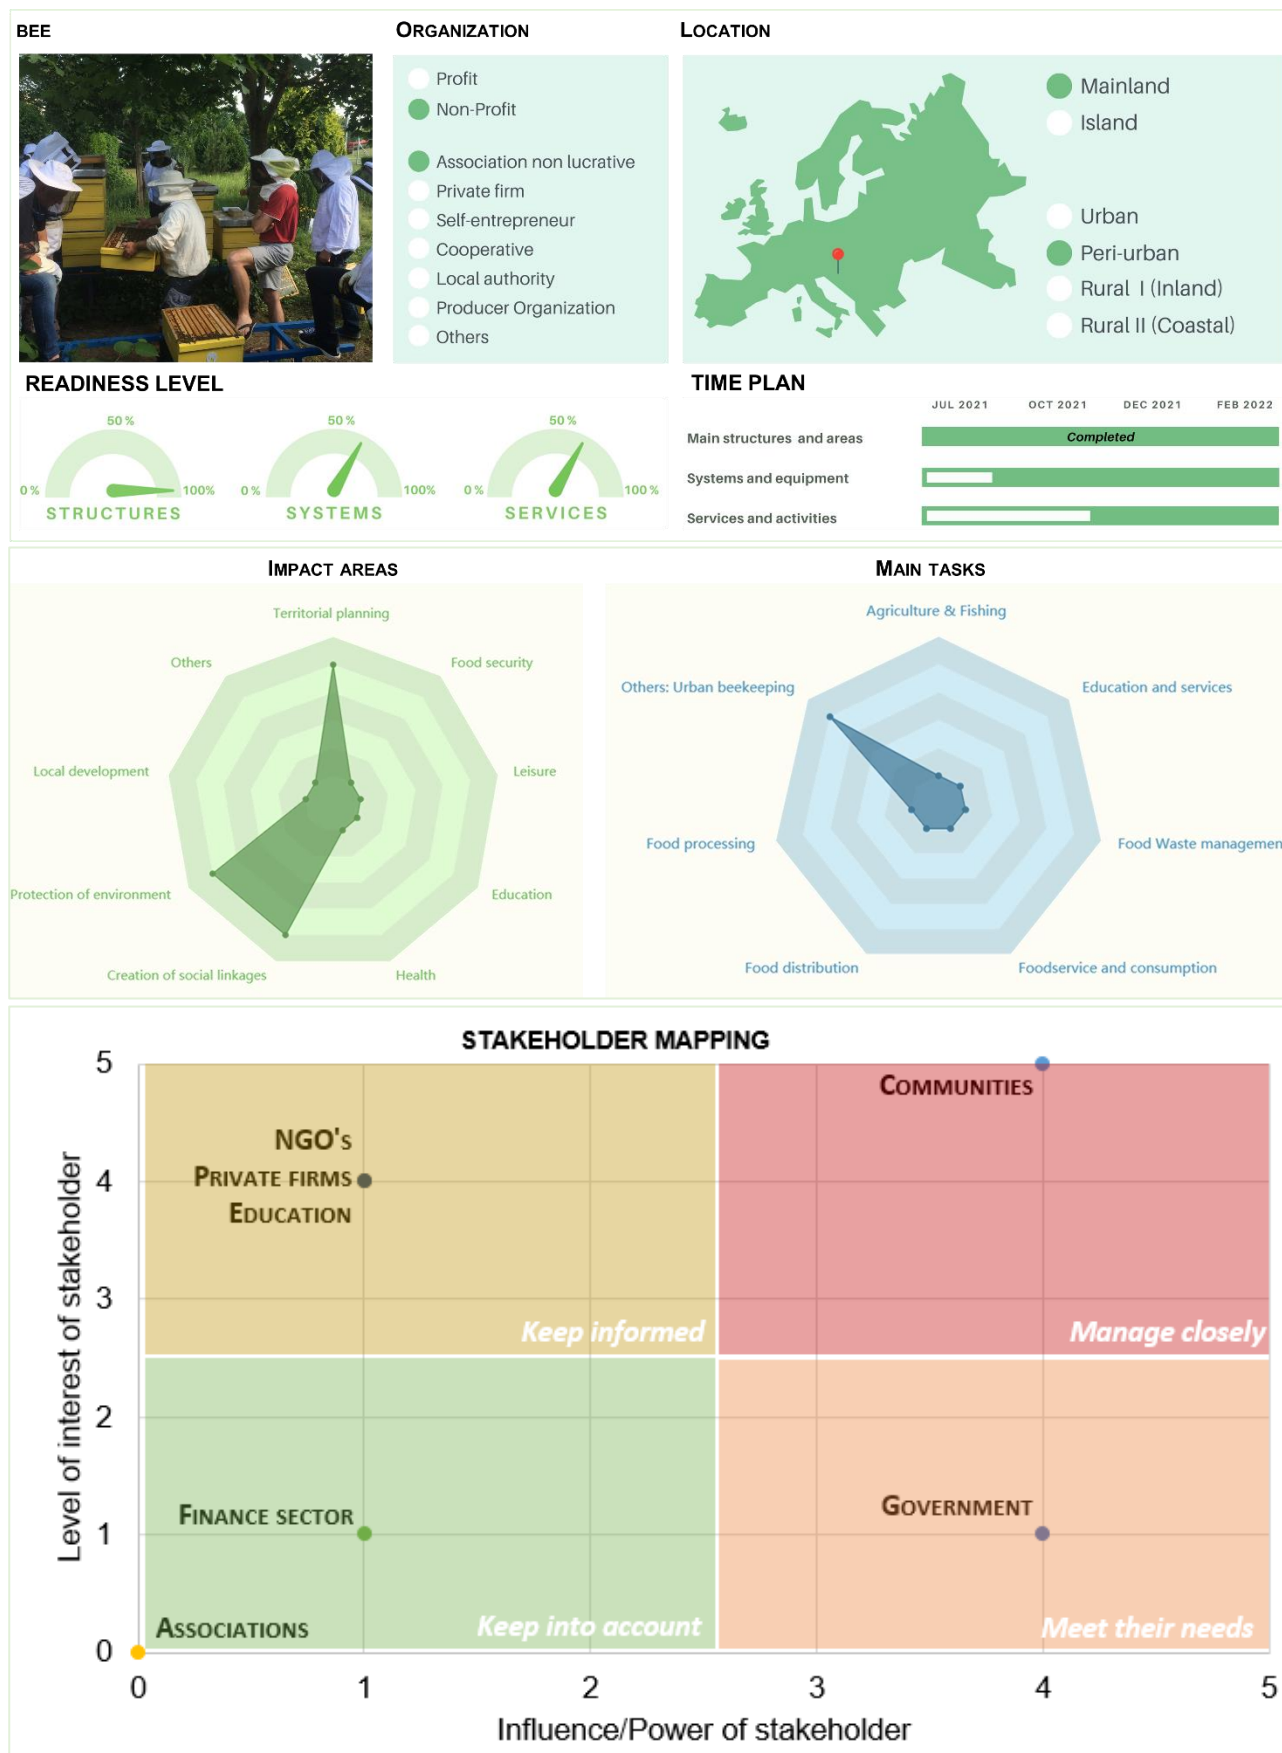 BEE
ORGANIZATION
Profit
Non-Profit
Association non lucrative
Private firm
Self-entrepreneur
Cooperative
Local authority
Producer Organization
Others
LOCATION
Mainland
Island
Urban
Peri-urban
Rural I (Inland)
Rural II (Coastal)
READINESS LEVEL
50 %
0 %
100%
STRUCTURES
50 %
0 %
100%
SYSTEMS
50 %
0 %
100 %
SERVICES
TIME PLAN
JUL 2021 OCT 2021 DEC 2021 FEB 2022
Main structures and areas
Completed
Systems and equipment
Services and activities
IMPACT AREAS
Territorial planning
Others
Food security
Local development
Leisure
Protection of environment
Education
Creation of social linkages
Health
MAIN TASKS
Agriculture & Fishing
Others: Urban beekeeping
Education and services
Food processing
Food Waste managemen
Food distribution
Foodservice and consumption
STAKEHOLDER MAPPING
5
4
3
2
1
0
Level of interest of stakeholder
COMMUNITIES
NGO's
PRIVATE FIRMS
EDUCATION
Keep informed
Manage closely
FINANCE SECTOR
GOVERNMENT
ASSOCIATIONS
Keep into account
Meet their needs
0 1 2 3 4 5
Influence/Power of stakeholder